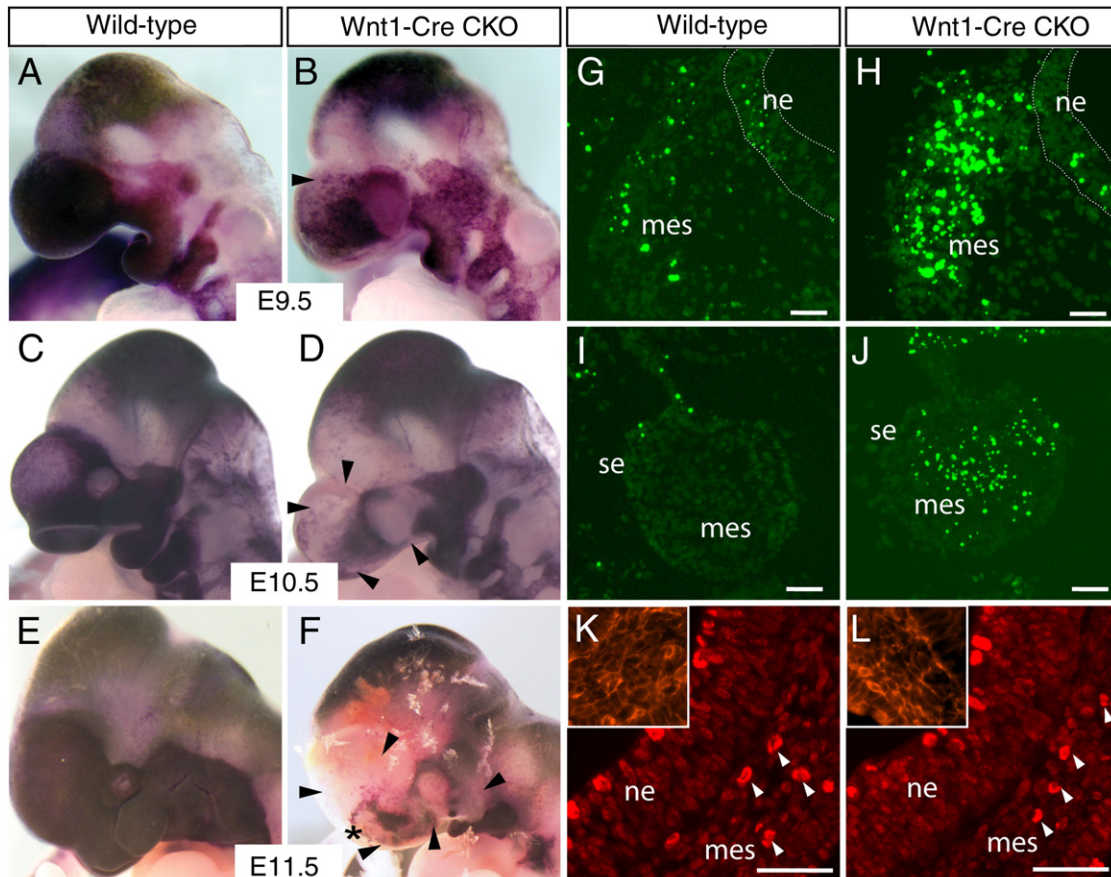 Wild-type Wnt1-Cre CKO Wild-type Wnt1-Cre CKO
A B G H
ne
mes mes
E9.5
C D I J
se mes se mes
E10.5
E F K L
*
ne mes ne mes
E11.5